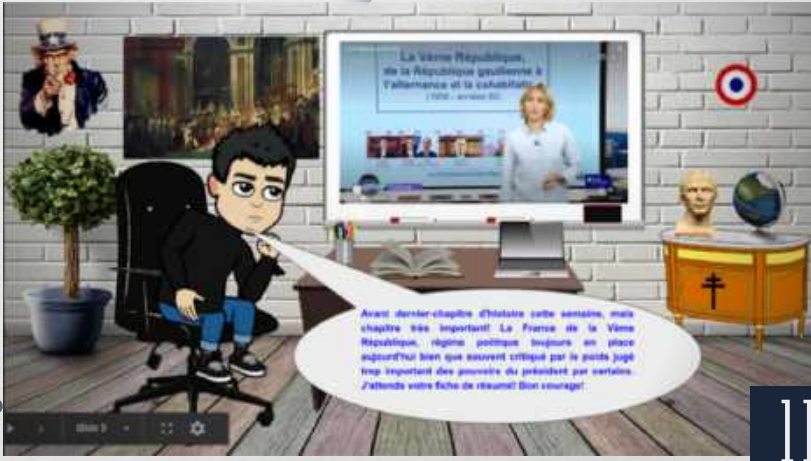 La Vème République,
de la République gaullienne à
l'alternance et la cohabitation
Avant dernier-chapitre d'histoire cette semaine, mais
chapitre très important! La France de la Vème
République, régime politique toujours en place
aujourd'hui bien que souvent critiqué par le poids jugé
trop important des pouvoirs du président par certains.
J'attends votre fiche de résumé! Bon courage!
Slide 9